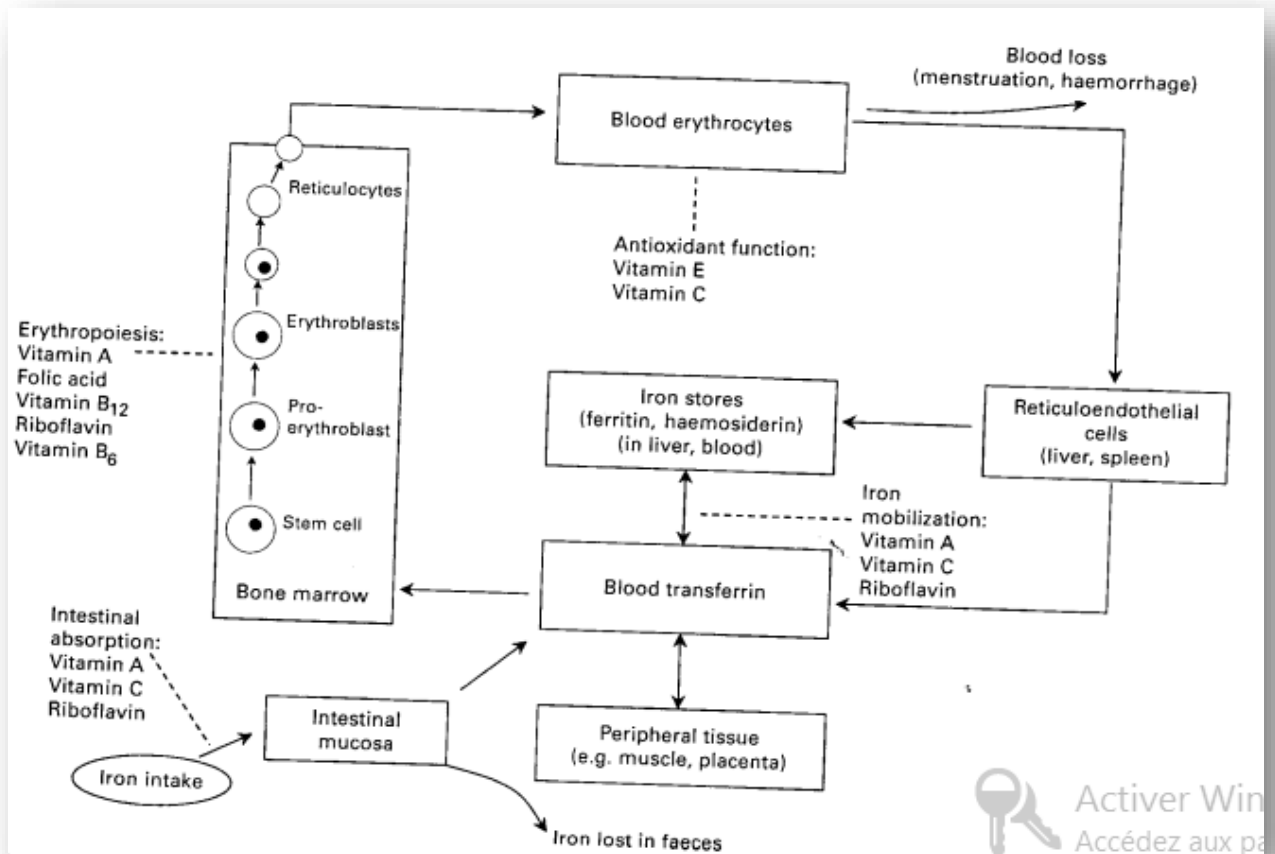 Blood loss
(menstruation, haemorrhage)
Blood erythrocytes
Reticulocytes
Antioxidant function:
Vitamin E
Vitamin C
Erythropoiesis:
Vitamin A
Folic acid
Vitamin B₁₂
Riboflavin
Vitamin B₆
Erythroblasts
Pro-
erythroblast
Stem cell
Bone marrow
Iron stores
(ferritin, haemosiderin)
(in liver, blood)
Reticuloendothelial
cells
(liver, spleen)
Iron
mobilization:
Vitamin A
Vitamin C
Riboflavin
Blood transferrin
Intestinal
absorption:
Vitamin A
Vitamin C
Riboflavin
Intestinal
mucosa
Peripheral tissue
(e.g. muscle, placenta)
Iron intake
Iron lost in faeces
Activer Win
Accédez aux pa